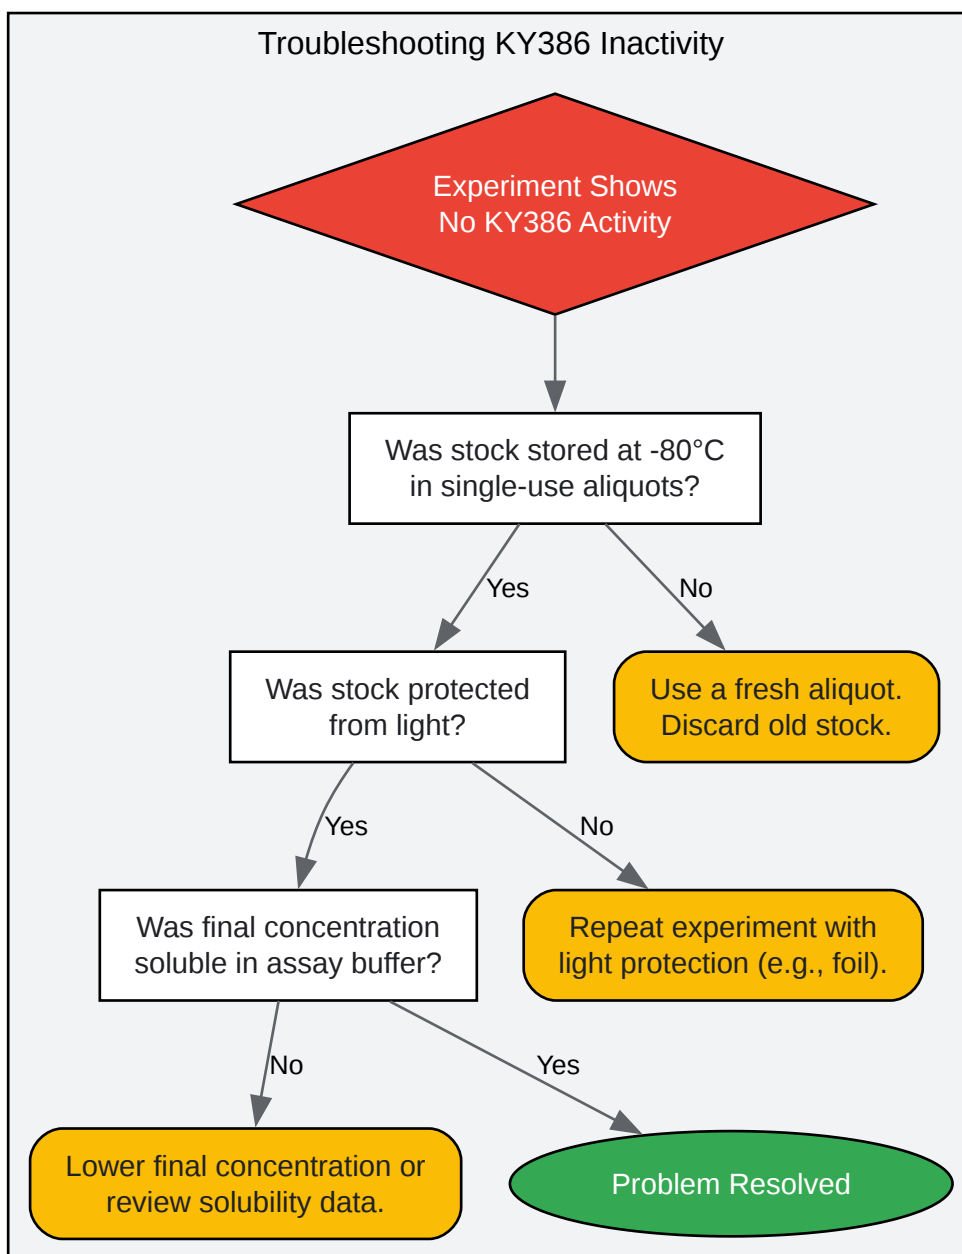 Troubleshooting KY386 Inactivity
Experiment Shows
No KY386 Activity
Was stock stored at -80°C
in single-use aliquots?
Yes
No
Was stock protected
from light?
Use a fresh aliquot.
Discard old stock.
Yes
No
Was final concentration
soluble in assay buffer?
Repeat experiment with
light protection (e.g., foil).
No
Yes
Lower final concentration or
review solubility data.
Problem Resolved